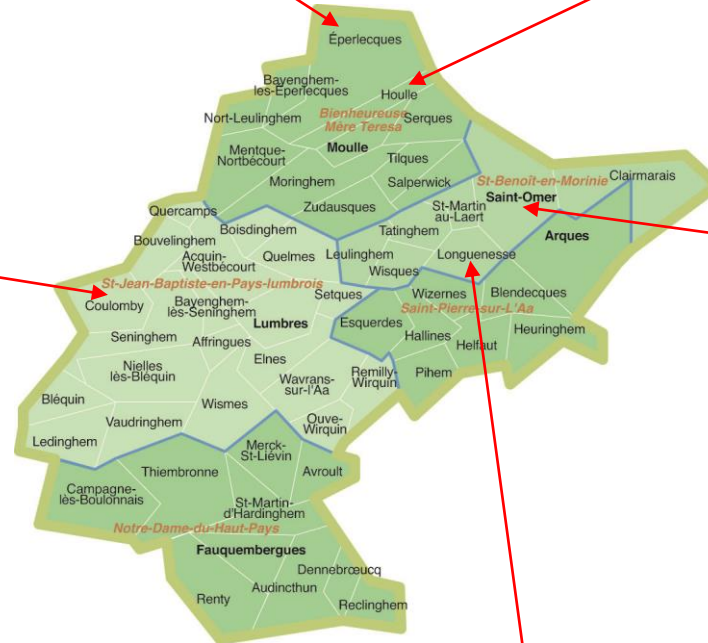 Éperlecques
Bayenghem-
les-Éperlecques
Houlle
Nort-Leulinghem
Bienheureuse
Mère Teresa
Serques
Moulle
Mentque-
Nortbécourt
Tilques
Moringhem
Salperwick
Zudausques
Clairmarais
St-Benoît-en-Morinie
Saint-Omer
St-Martin
au-Laert
Arques
Tatinghem
Quercamps
Boisdinghem
Bouvelinghem
Acquin-
Westbécourt
Quelmes
Leulinghem
Longuenesse
Wisques
St-Jean-Baptiste-en-Pays-lumbrois
Coulomby
Bayenghem-
lès-Seninghem
Setques
Wizernes
Blendecques
Saint-Pierre-sur-L'Aa
Lumbres
Esquerdes
Heuringhem
Seninghem
Affringues
Hallines
Helfaut
Nielles
lès-Bléquin
Elnes
Wavrans-
sur-l'Aa
Remilly-
Wirquin
Pihem
Bléquin
Wismes
Vaudringhem
Ouve-
Wirquin
Ledinghem
Merck-
St-Liévin
Thiembronne
Avroult
Campagne-
lès-Boulonnais
St-Martin-
d'Hardinghem
Notre-Dame-du-Haut-Pays
Fauquembergues
Dennebrœucq
Audincthun
Renty
Reclinghem